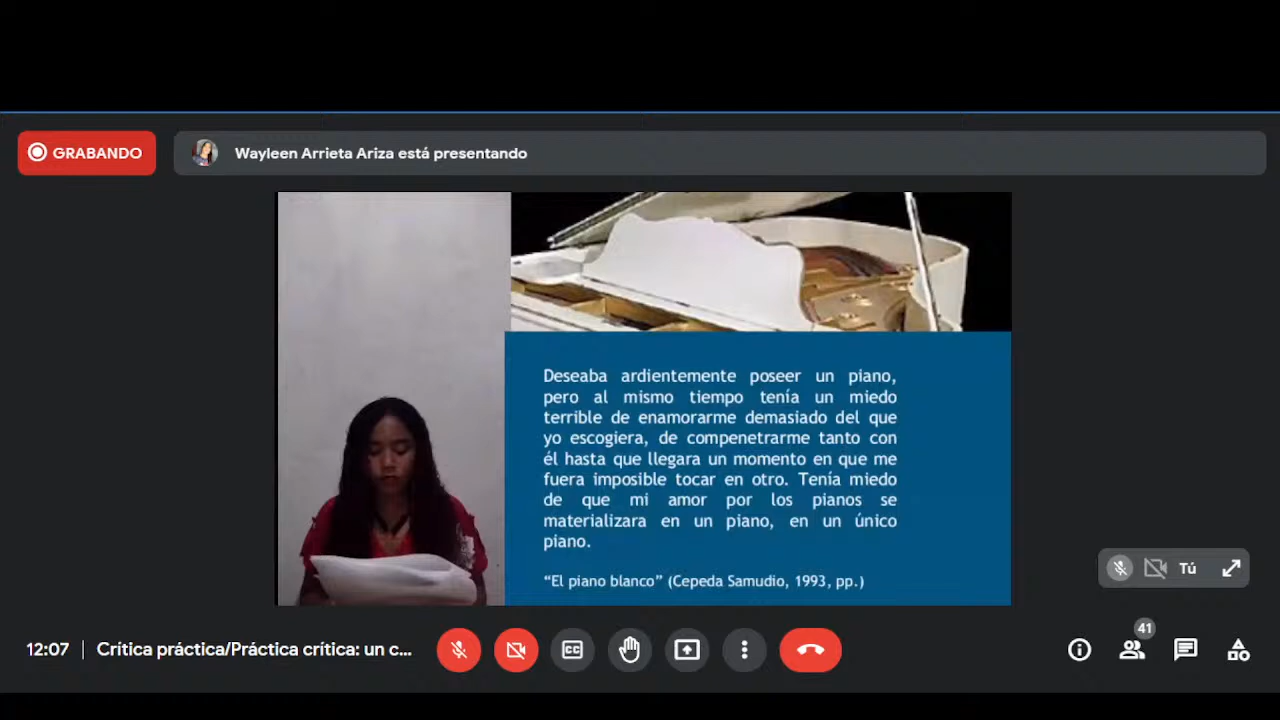 GRABANDO
Wayleen Arrieta Ariza está presentando
Deseaba ardientemente poseer un piano,
pero al mismo tiempo tenía un miedo
terrible de enamorarme demasiado del que
yo escogiera, de compenetrarme tanto con
él hasta que llegara un momento en que me
fuera imposible tocar en otro. Tenía miedo
de que mi amor por los pianos se
materializara en un piano, en un único
piano.
“El piano blanco” (Cepeda Samudio, 1993, pp.)
Tú
12:07 | Crítica práctica/Práctica crítica: un c...
CC
41